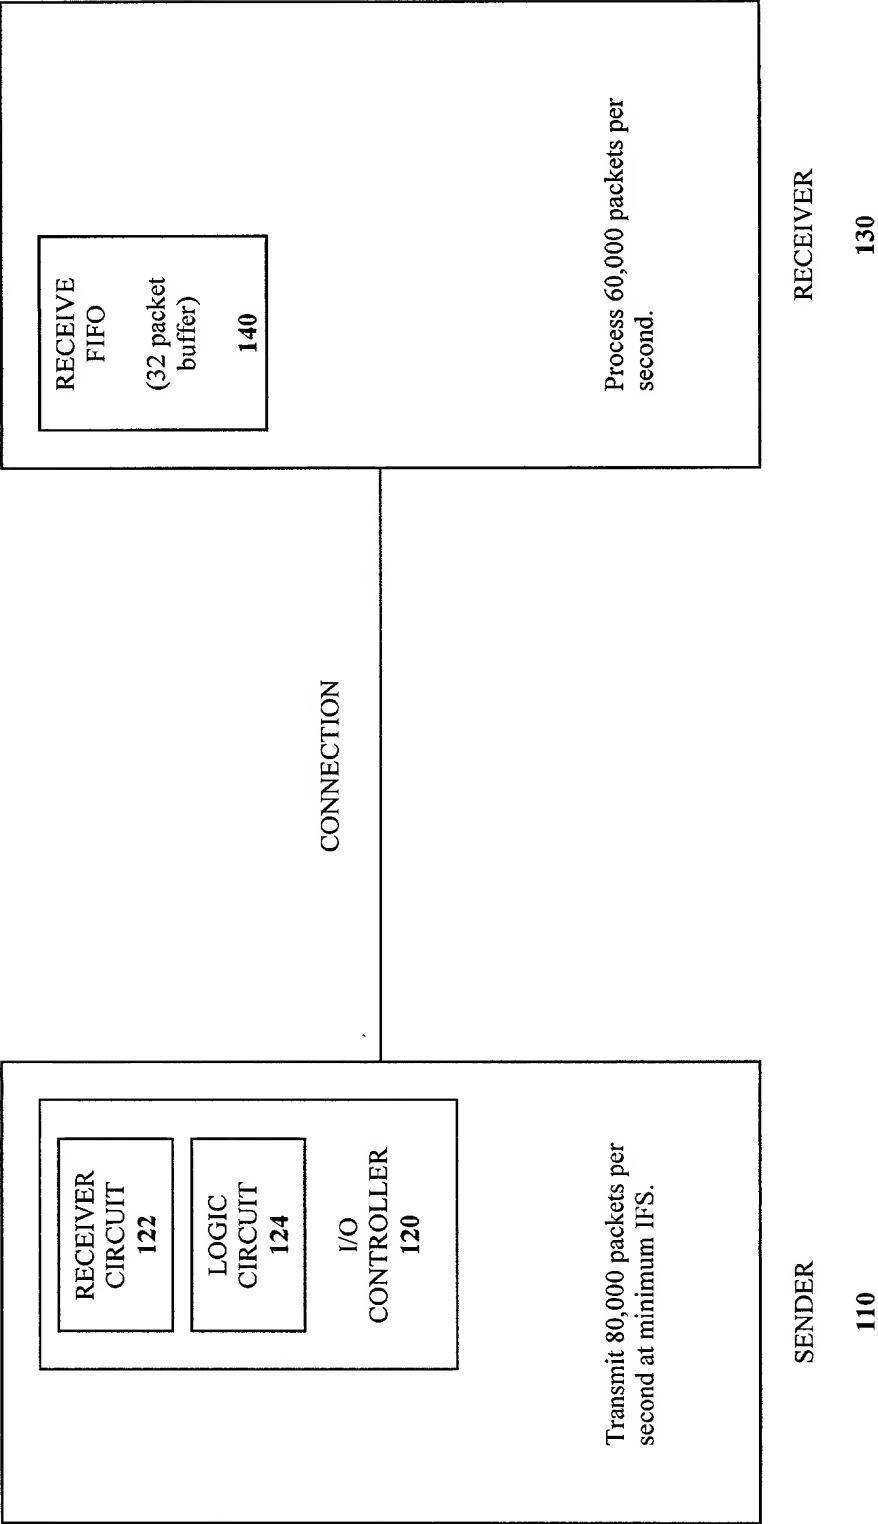 RECEIVER
CIRCUIT
122
LOGIC
CIRCUIT
124
I/O
CONTROLLER
120
Transmit 80,000 packets per
second at minimum IFS.
SENDER
110
CONNECTION
RECEIVE
FIFO
(32 packet
buffer)
140
Process 60,000 packets per
second.
RECEIVER
130